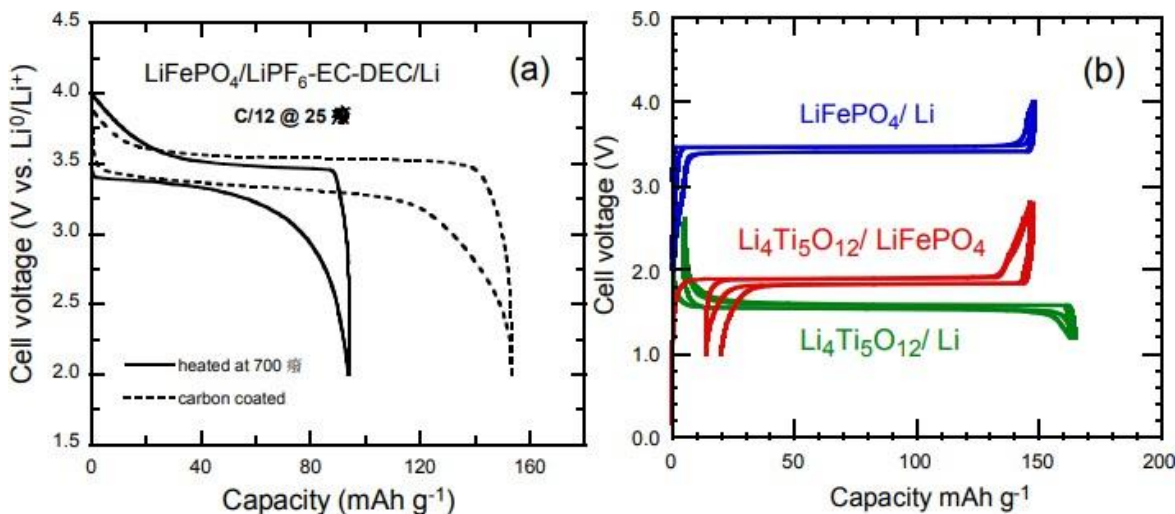 4.5
4.0
3.5
3.0
2.5
2.0
1.5
Cell voltage (V vs. Li⁰/Li⁺)
(a)
LiFePO₄/LiPF₆-EC-DEC/Li
C/12 @ 25 癈
heated at 700 癈
carbon coated
0 40 80 120 160
Capacity (mAh g⁻¹)
5.0
4.0
3.0
2.0
1.0
0.0
Cell voltage (V)
(b)
LiFePO₄/ Li
Li₄Ti₅O₁₂/ LiFePO₄
Li₄Ti₅O₁₂/ Li
0 50 100 150 200
Capacity mAh g⁻¹